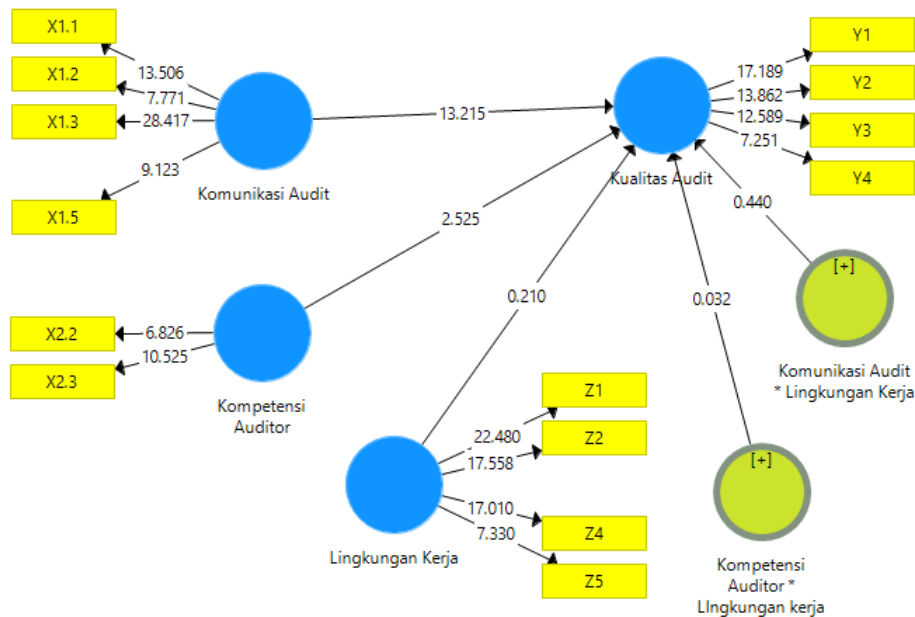 X1.1
X1.2
X1.3
X1.5
13.506
7.771
28.417
9.123
Komunikasi Audit
13.215
Kualitas Audit
17.189
13.862
12.589
7.251
Y1
Y2
Y3
Y4
2.525
0.440
[+]
Komunikasi Audit
* Lingkungan Kerja
X2.2
X2.3
6.826
10.525
Kompetensi
Auditor
0.210
0.032
Z1
Z2
Z4
Z5
22.480
17.558
17.010
7.330
Lingkungan Kerja
[+]
Kompetensi
Auditor *
LIngkungan kerja